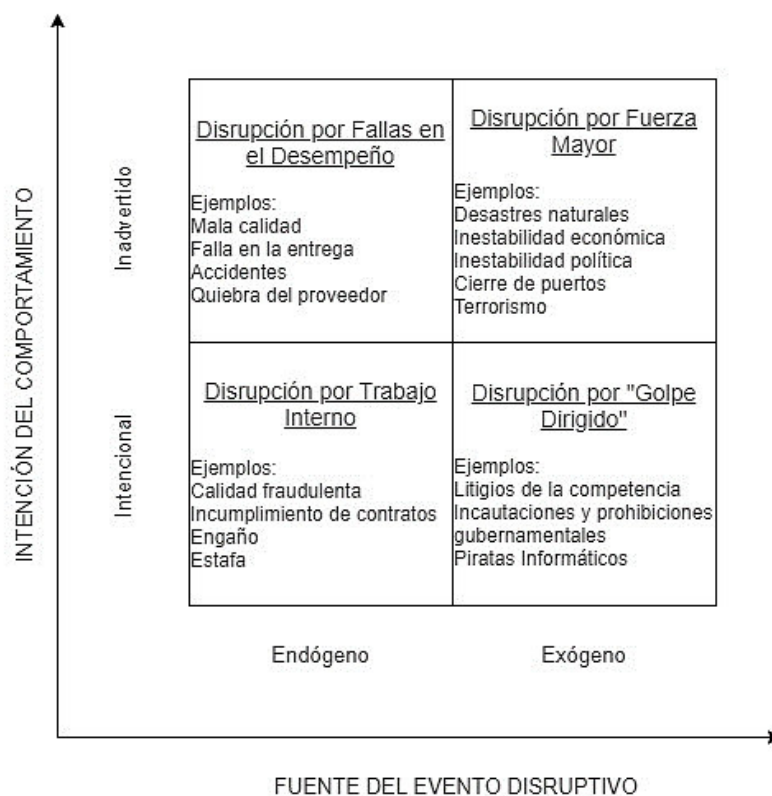 INTENCIÓN DEL COMPORTAMIENTO
Inadvertido
Disrupción por Fallas en
el Desempeño
Ejemplos:
Mala calidad
Falla en la entrega
Accidentes
Quiebra del proveedor
Disrupción por Fuerza
Mayor
Ejemplos:
Desastres naturales
Inestabilidad económica
Inestabilidad política
Cierre de puertos
Terrorismo
Intencional
Disrupción por Trabajo
Interno
Ejemplos:
Calidad fraudulenta
Incumplimiento de contratos
Engaño
Estafa
Disrupción por "Golpe
Dirigido"
Ejemplos:
Litigios de la competencia
Incautaciones y prohibiciones
gubernamentales
Piratas Informáticos
Endógeno
Exógeno
FUENTE DEL EVENTO DISRUPTIVO